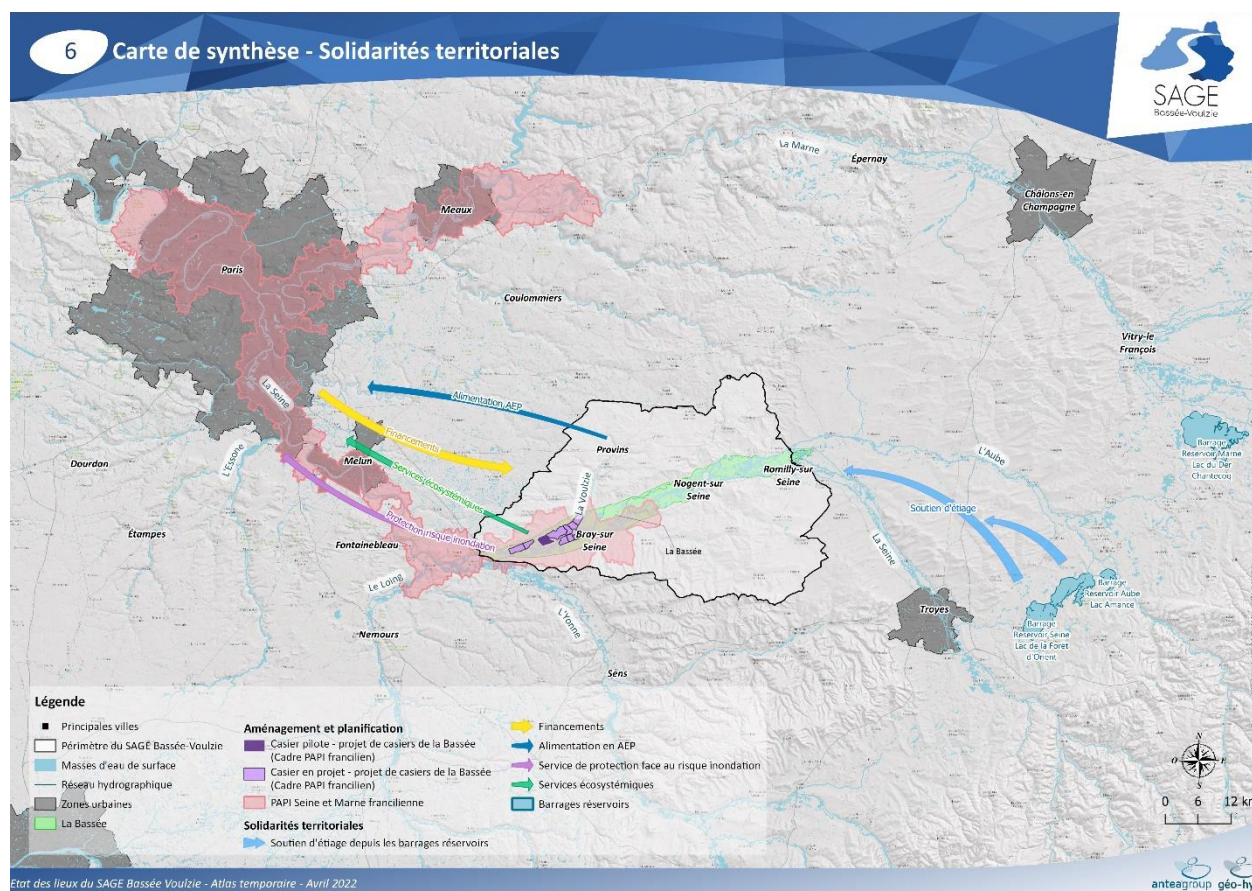 6
Carte de synthèse - Solidarités territoriales
SAGE
Bassée-Voulzie
La Marne
Épernay
Châlons-en
Champagne
Meaux
Paris
Coulommiers
Vitry-le
François
La Seine
Alimentation AEP
Financements
Barrage
Reservoir Marne
Lac du Der
Chantecoq
Provins
L'Aube
Dourdan
L'Essone
Melun
Services écosystémiques
La Voulzie
Romilly-sur
Seine
Nogent-sur
Seine
Soutien d'étiage
Protection risque inondation
Étampes
Fontainebleau
Bray-sur
Seine
La Bassée
La Seine
Le Loing
Barrage
Reservoir Aube
Lac Amance
Troyes
L'Yonne
Barrage
Reservoir Seine
Lac de la Foret
d'Orient
Nemours
Sens
Légende
Principales villes
Périmètre du SAGE Bassée-Voulzie
Masses d'eau de surface
Réseau hydrographique
Zones urbaines
La Bassée
Aménagement et planification
Casier pilote - projet de casiers de la Bassée
(Cadre PAPI francilien)
Casier en projet - projet de casiers de la Bassée
(Cadre PAPI francilien)
PAPI Seine et Marne francilienne
Solidarités territoriales
Soutien d'étiage depuis les barrages réservoirs
Financements
Alimentation en AEP
Service de protection face au risque inondation
Services écosystémiques
Barrages réservoirs
N
O
E
S
0 6 12 km
Etat des lieux du SAGE Bassée Voulzie - Atlas temporaire - Avril 2022
anteagroup géo-hy